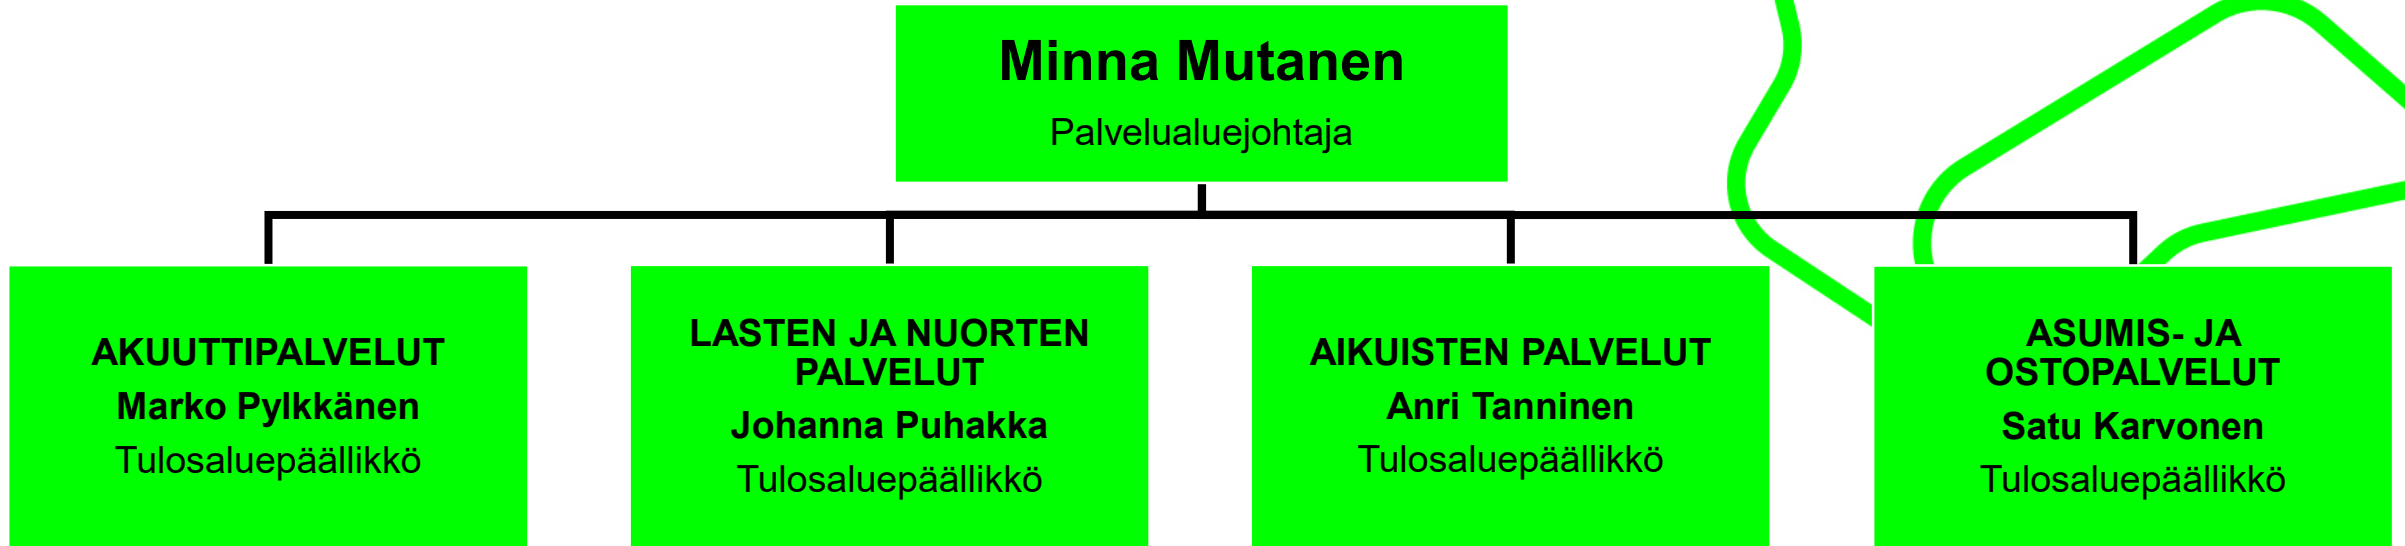 Minna Mutanen
Palvelualuejohtaja
AKUUTTIPALVELUT
Marko Pylkkänen
Tulosaluepäällikkö
LASTEN JA NUORTEN
PALVELUT
Johanna Puhakka
Tulosaluepäällikkö
AIKUISTEN PALVELUT
Anri Tanninen
Tulosaluepäällikkö
ASUMIS- JA
OSTOPALVELUT
Satu Karvonen
Tulosaluepäällikkö